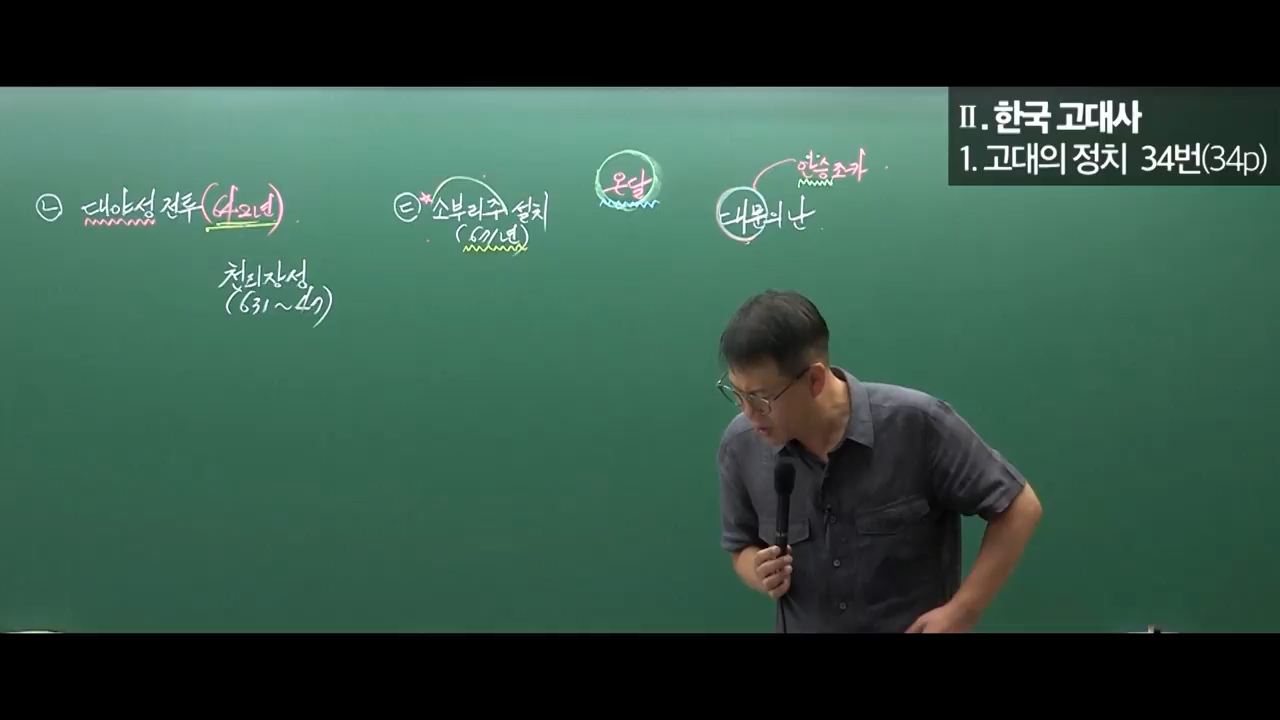 Ⅱ. 한국 고대사
1. 고대의 정치 34번(34p)
㉡ 대야성 전투(642년)
천리장성
(631~47)
㉢ *소부리주 설치
(671년)
온달
안승조카
대문의 난